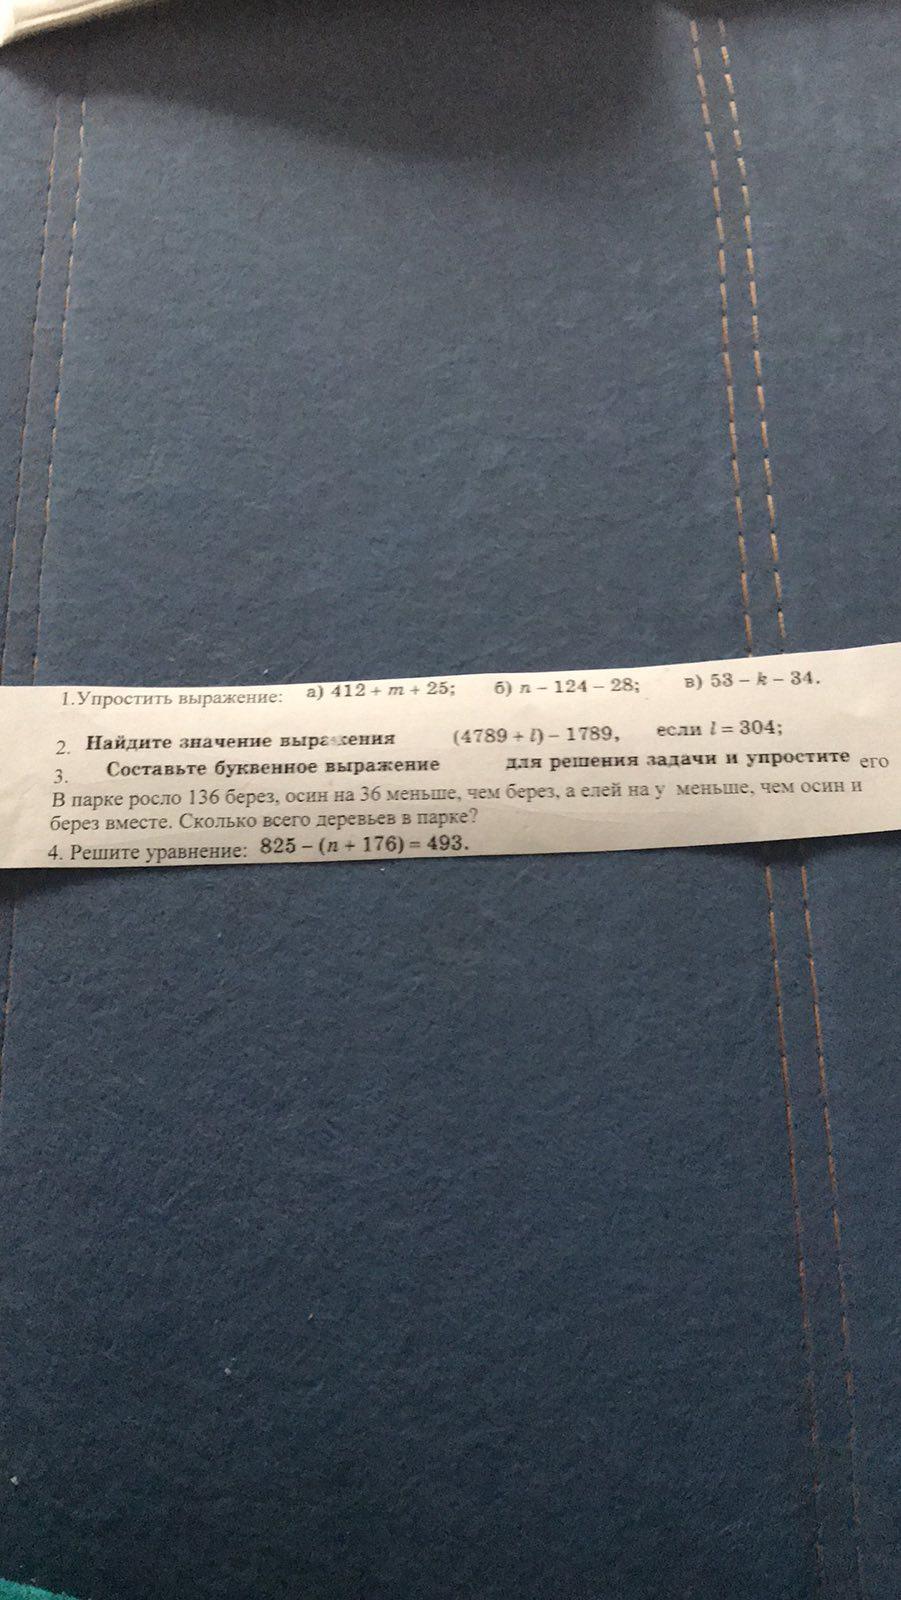 1.Упростить выражение: а) 412 + m + 25; б) n – 124 – 28; в) 53 – k – 34.
2. Найдите значение выражения (4789 + l) – 1789, если l = 304;
3. Составьте буквенное выражение для решения задачи и упростите его
В парке росло 136 берез, осин на 36 меньше, чем берез, а елей на у меньше, чем осин и
берез вместе. Сколько всего деревьев в парке?
4. Решите уравнение: 825 – (n + 176) = 493.